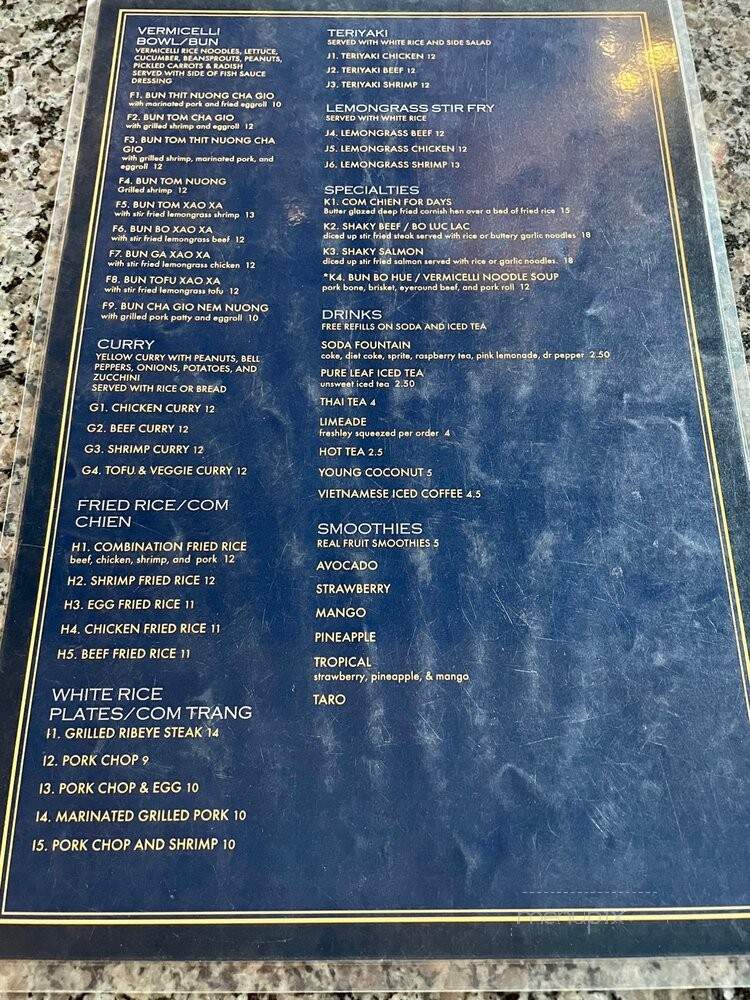 VERMICELLI
BOWL/BUN
VERMICELLI RICE NOODLES, LETTUCE,
CUCUMBER, BEANSPROUTS, PEANUTS,
PICKLED CARROTS & RADISH
SERVED WITH SIDE OF FISH SAUCE
DRESSING
F1. BUN THIT NUONG CHA GIO
with marinated pork and fried eggroll 10
F2. BUN TOM CHA GIO
with grilled shrimp and eggroll 12
F3. BUN TOM THIT NUONG CHA
GIO
with grilled shrimp, marinated pork, and
eggroll 12
F4. BUN TOM NUONG
Grilled shrimp 12
F5. BUN TOM XAO XA
with stir fried lemongrass shrimp 13
F6. BUN BO XAO XA
with stir fried lemongrass beef 12
F7. BUN GA XAO XA
with stir fried lemongrass chicken 12
F8. BUN TOFU XAO XA
with stir fried lemongrass tofu 12
F9. BUN CHA GIO NEM NUONG
with grilled pork patty and eggroll 10
CURRY
YELLOW CURRY WITH PEANUTS, BELL
PEPPERS, ONIONS, POTATOES, AND
ZUCCHINI
SERVED WITH RICE OR BREAD
G1. CHICKEN CURRY 12
G2. BEEF CURRY 12
G3. SHRIMP CURRY 12
G4. TOFU & VEGGIE CURRY 12
FRIED RICE/COM
CHIEN
H1. COMBINATION FRIED RICE
beef, chicken, shrimp, and pork 12
H2. SHRIMP FRIED RICE 12
H3. EGG FRIED RICE 11
H4. CHICKEN FRIED RICE 11
H5. BEEF FRIED RICE 11
WHITE RICE
PLATES/COM TRANG
I1. GRILLED RIBEYE STEAK 14
I2. PORK CHOP 9
I3. PORK CHOP & EGG 10
I4. MARINATED GRILLED PORK 10
I5. PORK CHOP AND SHRIMP 10
TERIYAKI
SERVED WITH WHITE RICE AND SIDE SALAD
J1. TERIYAKI CHICKEN 12
J2. TERIYAKI BEEF 12
J3. TERIYAKI SHRIMP 12
LEMONGRASS STIR FRY
SERVED WITH WHITE RICE
J4. LEMONGRASS BEEF 12
J5. LEMONGRASS CHICKEN 12
J6. LEMONGRASS SHRIMP 13
SPECIALTIES
K1. COM CHIEN FOR DAYS
Butter glazed deep fried cornish hen over a bed of fried rice 15
K2. SHAKY BEEF / BO LUC LAC
diced up stir fried steak served with rice or buttery garlic noodles 18
K3. SHAKY SALMON
diced up stir fried salmon served with rice or garlic noodles. 18
*K4. BUN BO HUE / VERMICELLI NOODLE SOUP
pork bone, brisket, eyeround beef, and pork roll 12
DRINKS
FREE REFILLS ON SODA AND ICED TEA
SODA FOUNTAIN
coke, diet coke, sprite, raspberry tea, pink lemonade, dr pepper 2.50
PURE LEAF ICED TEA
unsweet iced tea 2.50
THAI TEA 4
LIMEADE
freshley squeezed per order 4
HOT TEA 2.5
YOUNG COCONUT 5
VIETNAMESE ICED COFFEE 4.5
SMOOTHIES
REAL FRUIT SMOOTHIES 5
AVOCADO
STRAWBERRY
MANGO
PINEAPPLE
TROPICAL
strawberry, pineapple, & mango
TARO
menupix